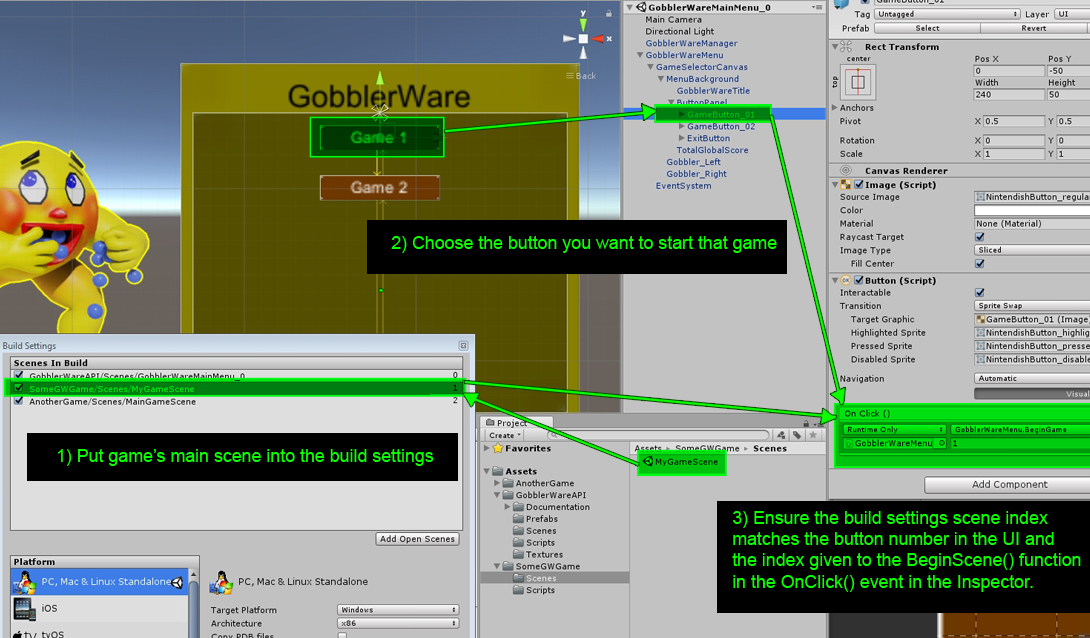 GobblerWareMainMenu_0
Main Camera
Directional Light
GobblerWareManager
GobblerWareMenu
GameSelectorCanvas
MenuBackground
GobblerWareTitle
ButtonPanel
GameButton_01
GameButton_02
ExitButton
TotalGlobalScore
Gobbler_Left
Gobbler_Right
EventSystem
y
x
Back
GobblerWare
Game 1
Game 2
2) Choose the button you want to start that game
GameButton_01
Tag Untagged Layer UI
Prefab Select Revert
Rect Transform
center
top
Pos X Pos Y
0 -50
Width Height
240 50
Anchors
Pivot X 0.5 Y 0.5
Rotation X 0 Y 0
Scale X 1 Y 1
Canvas Renderer
Image (Script)
Source Image NintendishButton_regula
Color
Material None (Material)
Raycast Target
Image Type Sliced
Fill Center
Button (Script)
Interactable
Transition Sprite Swap
Target Graphic GameButton_01 (Image
Highlighted Sprite NintendishButton_highlig
Pressed Sprite NintendishButton_presse
Disabled Sprite NintendishButton_disable
Navigation Automatic
Visual
On Click ()
Runtime Only GobblerWareMenu.BeginGame
GobblerWareMenu 1
Add Component
Build Settings
Scenes In Build
GobblerWareAPI/Scenes/GobblerWareMainMenu_0 0
SomeGWGame/Scenes/MyGameScene 1
AnotherGame/Scenes/MainGameScene 2
1) Put game's main scene into the build settings
Add Open Scenes
Platform
PC, Mac & Linux Standalone
iOS
tv tvOS
PC, Mac & Linux Standalone
Target Platform Windows
Architecture x86
Copy PDB files
Project
Create
Favorites
Assets
AnotherGame
GobblerWareAPI
Documentation
Prefabs
Scenes
Scripts
Textures
SomeGWGame
Scenes
Scripts
Assets SomeGWGame Scenes
MyGameScene
3) Ensure the build settings scene index
matches the button number in the UI and
the index given to the BeginScene() function
in the OnClick() event in the Inspector.